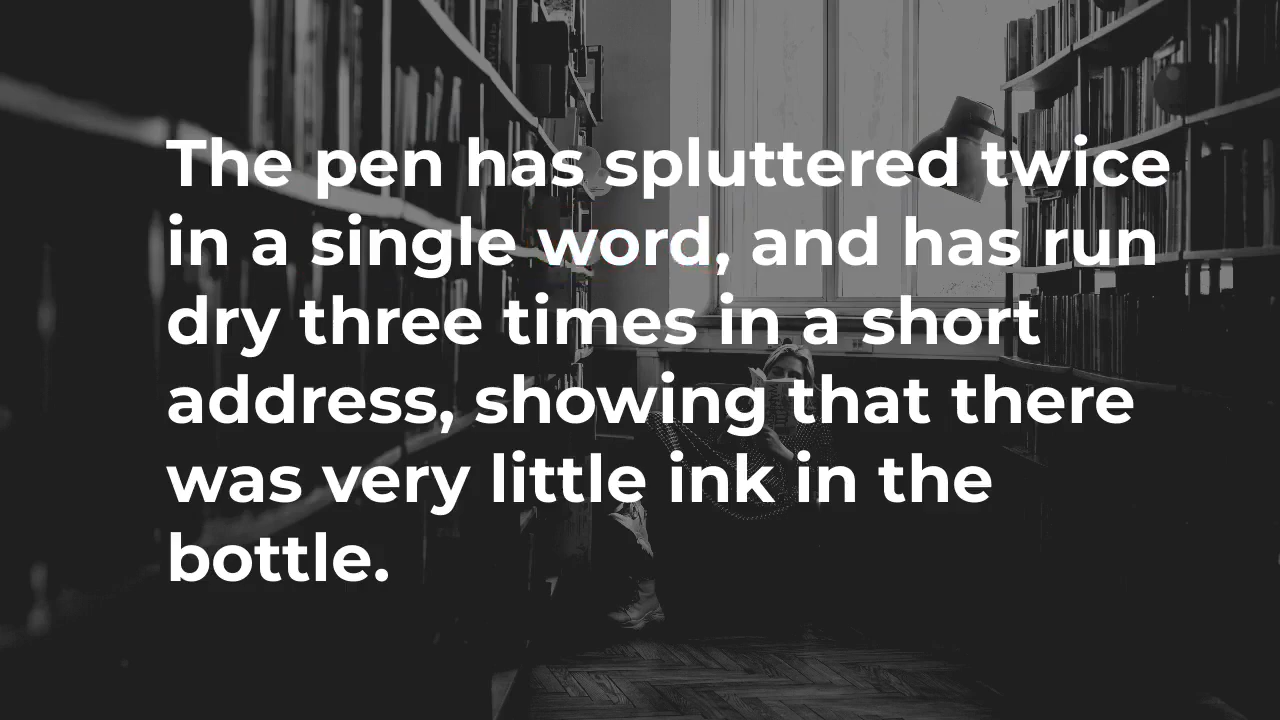 The pen has spluttered twice
in a single word, and has run
dry three times in a short
address, showing that there
was very little ink in the
bottle.